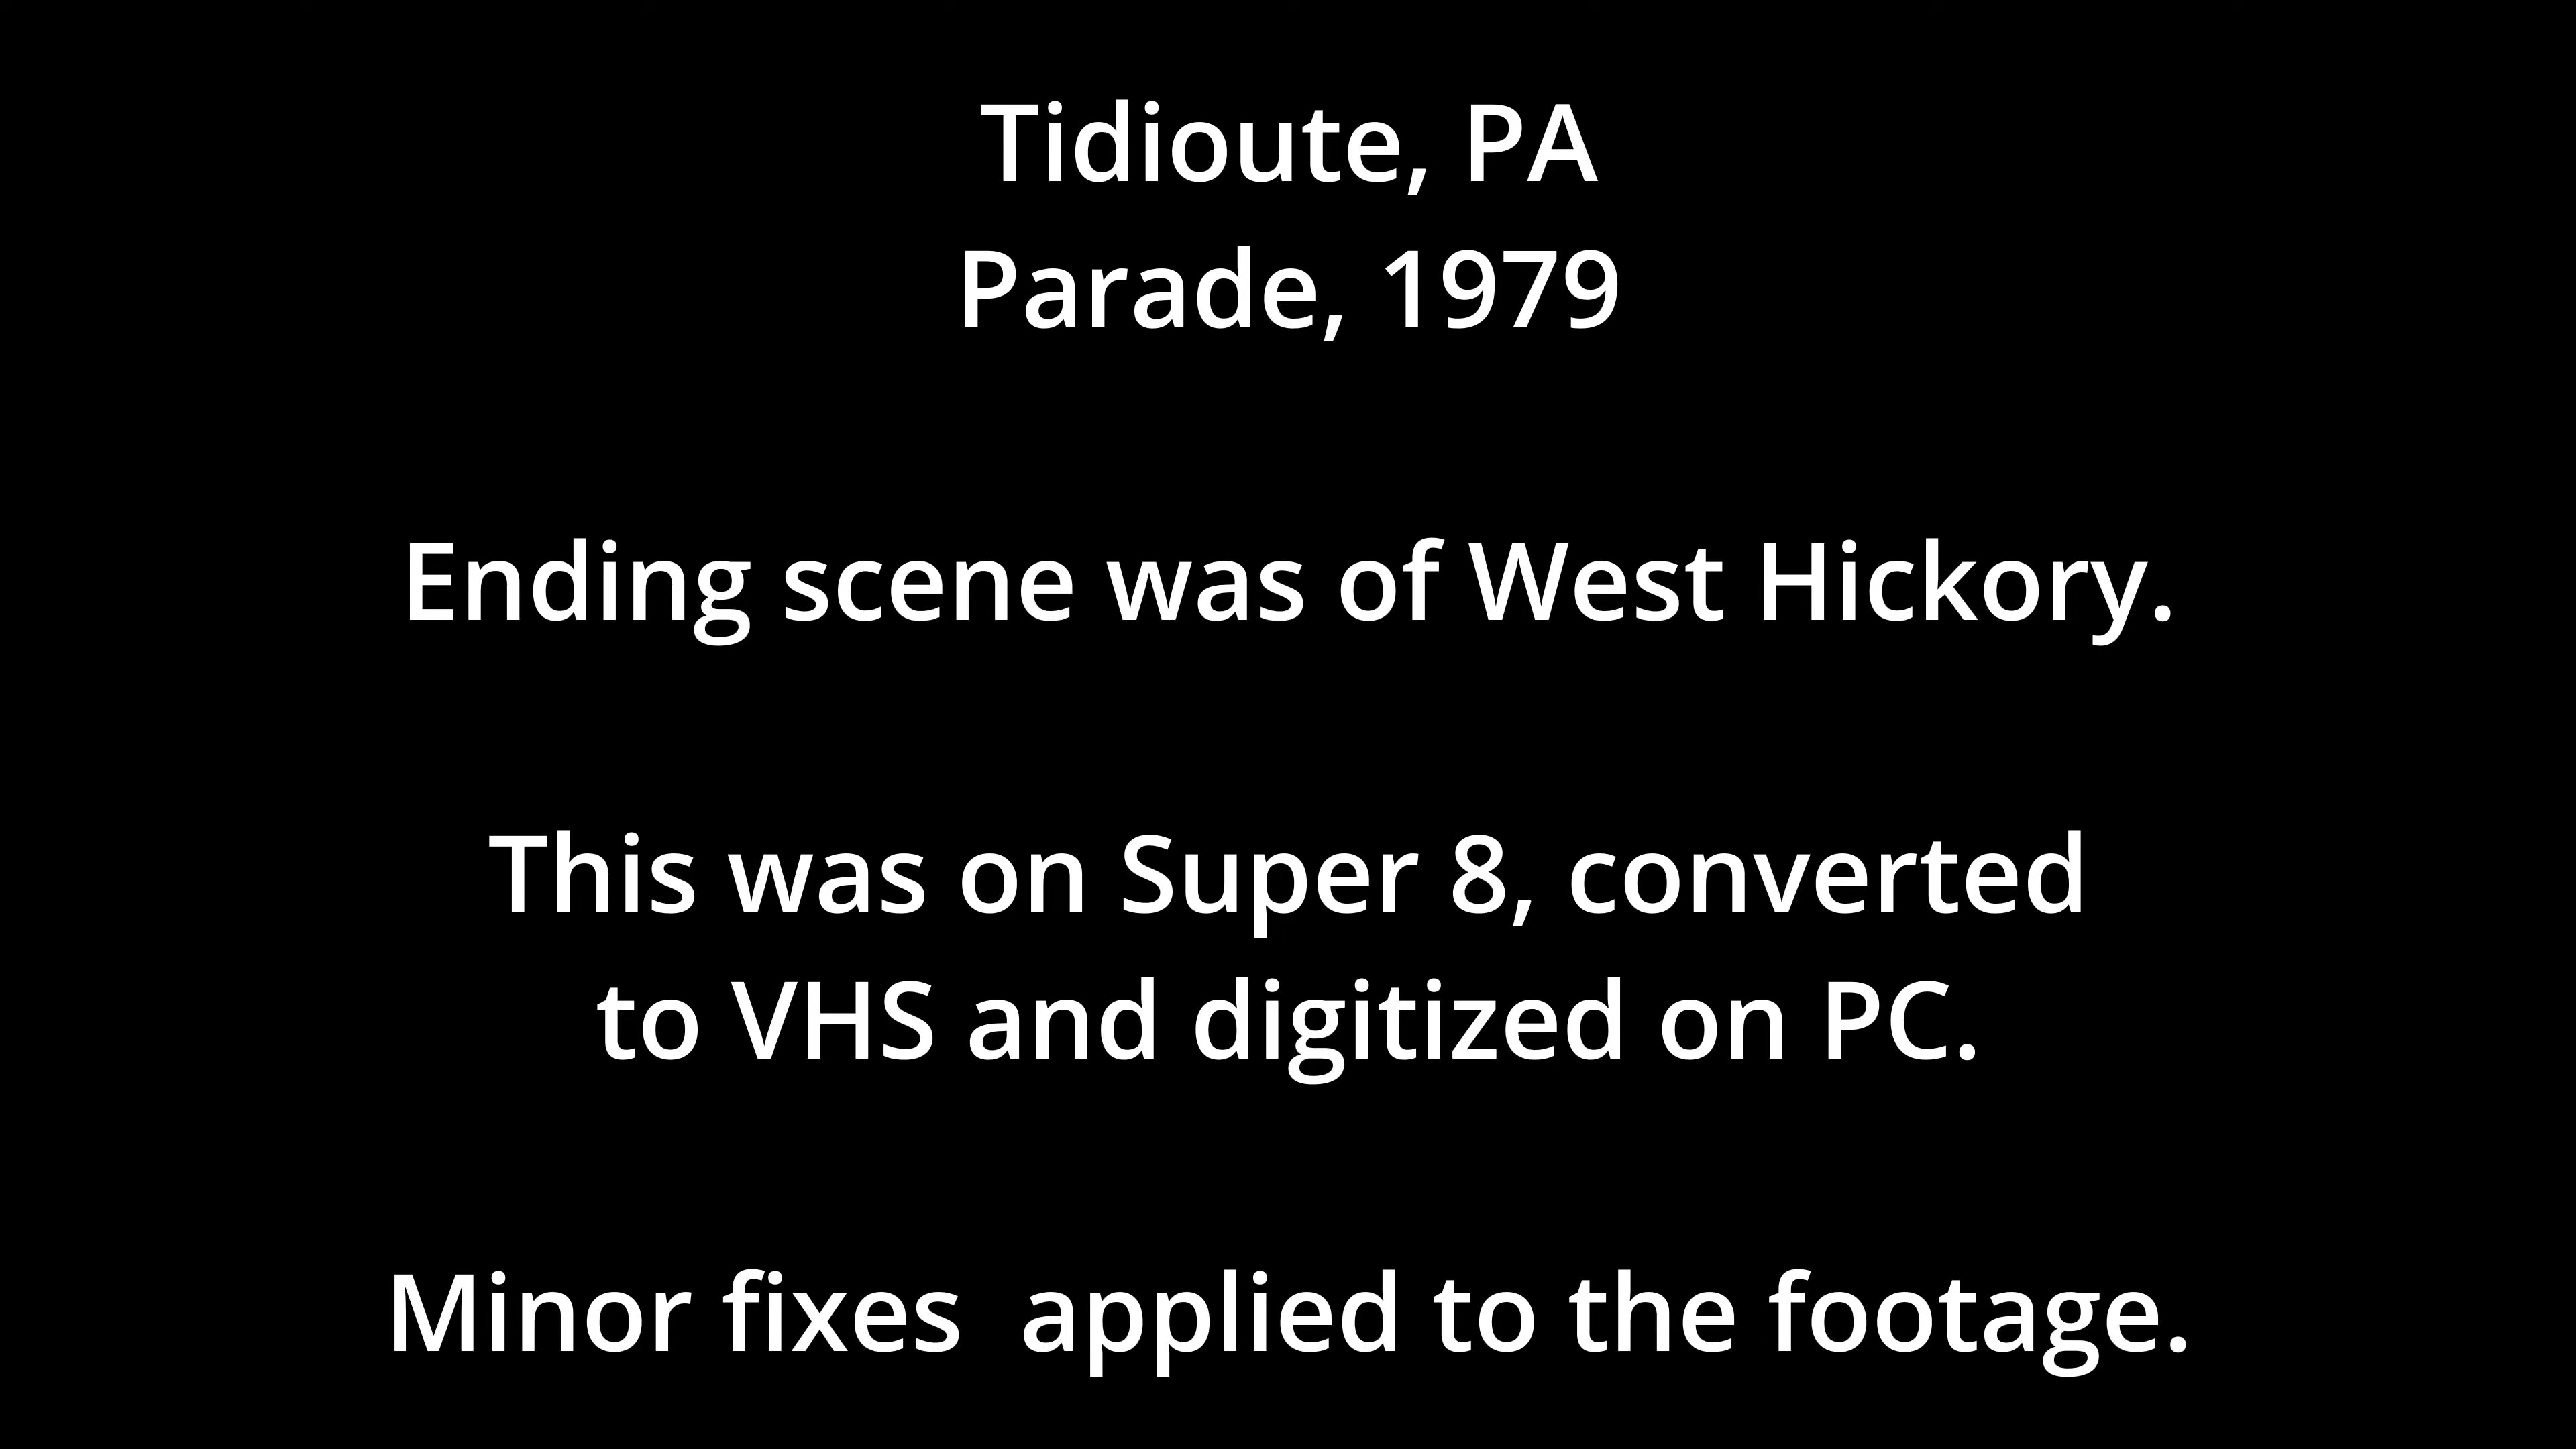 Tidioute, PA
Parade, 1979
Ending scene was of West Hickory.
This was on Super 8, converted
to VHS and digitized on PC.
Minor fixes  applied to the footage.